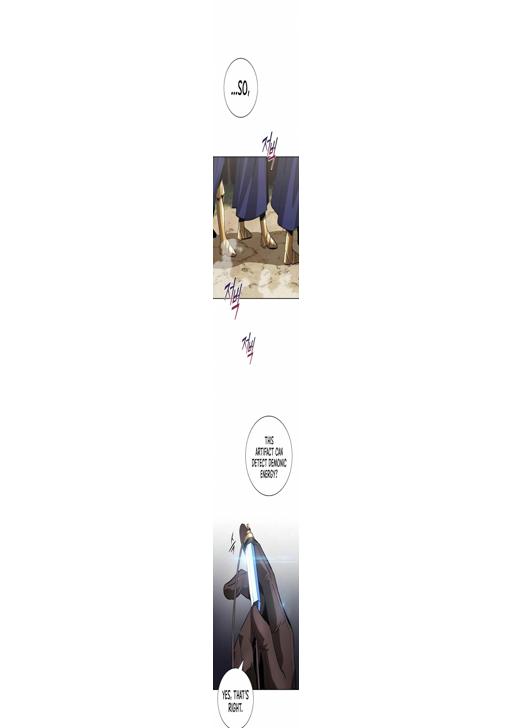 ...SO,
저벅
저벅
저벅
THIS
ARTIFACT CAN
DETECT DEMONIC
ENERGY?
YES, THAT'S
RIGHT.